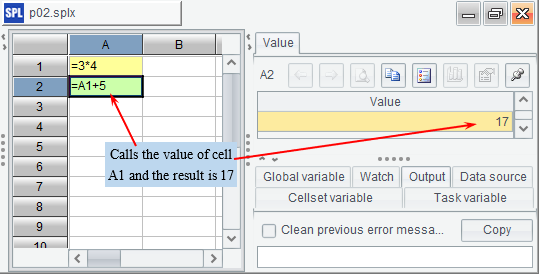 SPL p02.splx
A B
1 =3*4
2 =A1+5
3
4
5
6
7
8
9
10
Calls the value of cell
A1 and the result is 17
Value
A2
Value
17
Global variable Watch Output Data source
Cellset variable Task variable
Clean previous error messa... Copy